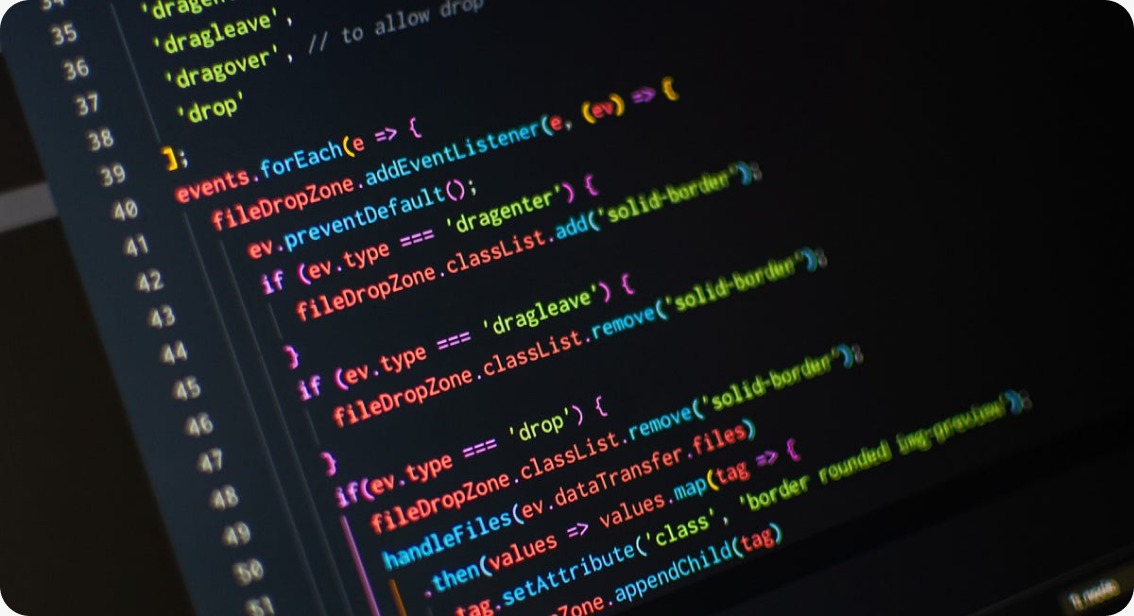 34
35 'dragen
36 'dragleave',
37 'dragover', // to allow drop
38 'drop'
39 ];
40 events.forEach(e => {
41 fileDropZone.addEventListener(e, (ev) => {
42 ev.preventDefault();
43 if (ev.type === 'dragenter') {
44 fileDropZone.classList.add('solid-border');
45 }
46 if (ev.type === 'dragleave') {
47 fileDropZone.classList.remove('solid-border');
48 }
49 if(ev.type === 'drop') {
50 fileDropZone.classList.remove('solid-border');
51 handleFiles(ev.dataTransfer.files)
.then(values => values.map(tag => {
tag.setAttribute('class', 'border rounded img-preview');
Zone.appendChild(tag)